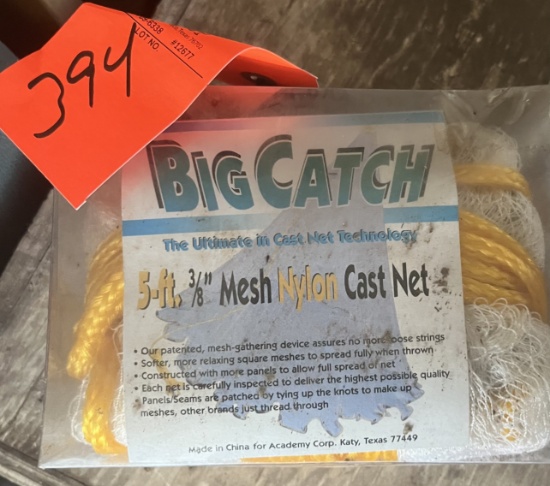 394
LOT NO.
#12677
BIG CATCH
The Ultimate in Cast Net Technology
5-ft. 3/8" Mesh Nylon Cast Net
• Our patented, mesh-gathering device assures no more loose strings
• Softer, more relaxing square meshes to spread fully when thrown
• Constructed with more panels to allow full spread of net
• Each net is carefully inspected to deliver the highest possible quality
• Panels/Seams are patched by tying up the knots to make up
meshes, other brands just thread through
Made in China for Academy Corp. Katy, Texas 77449